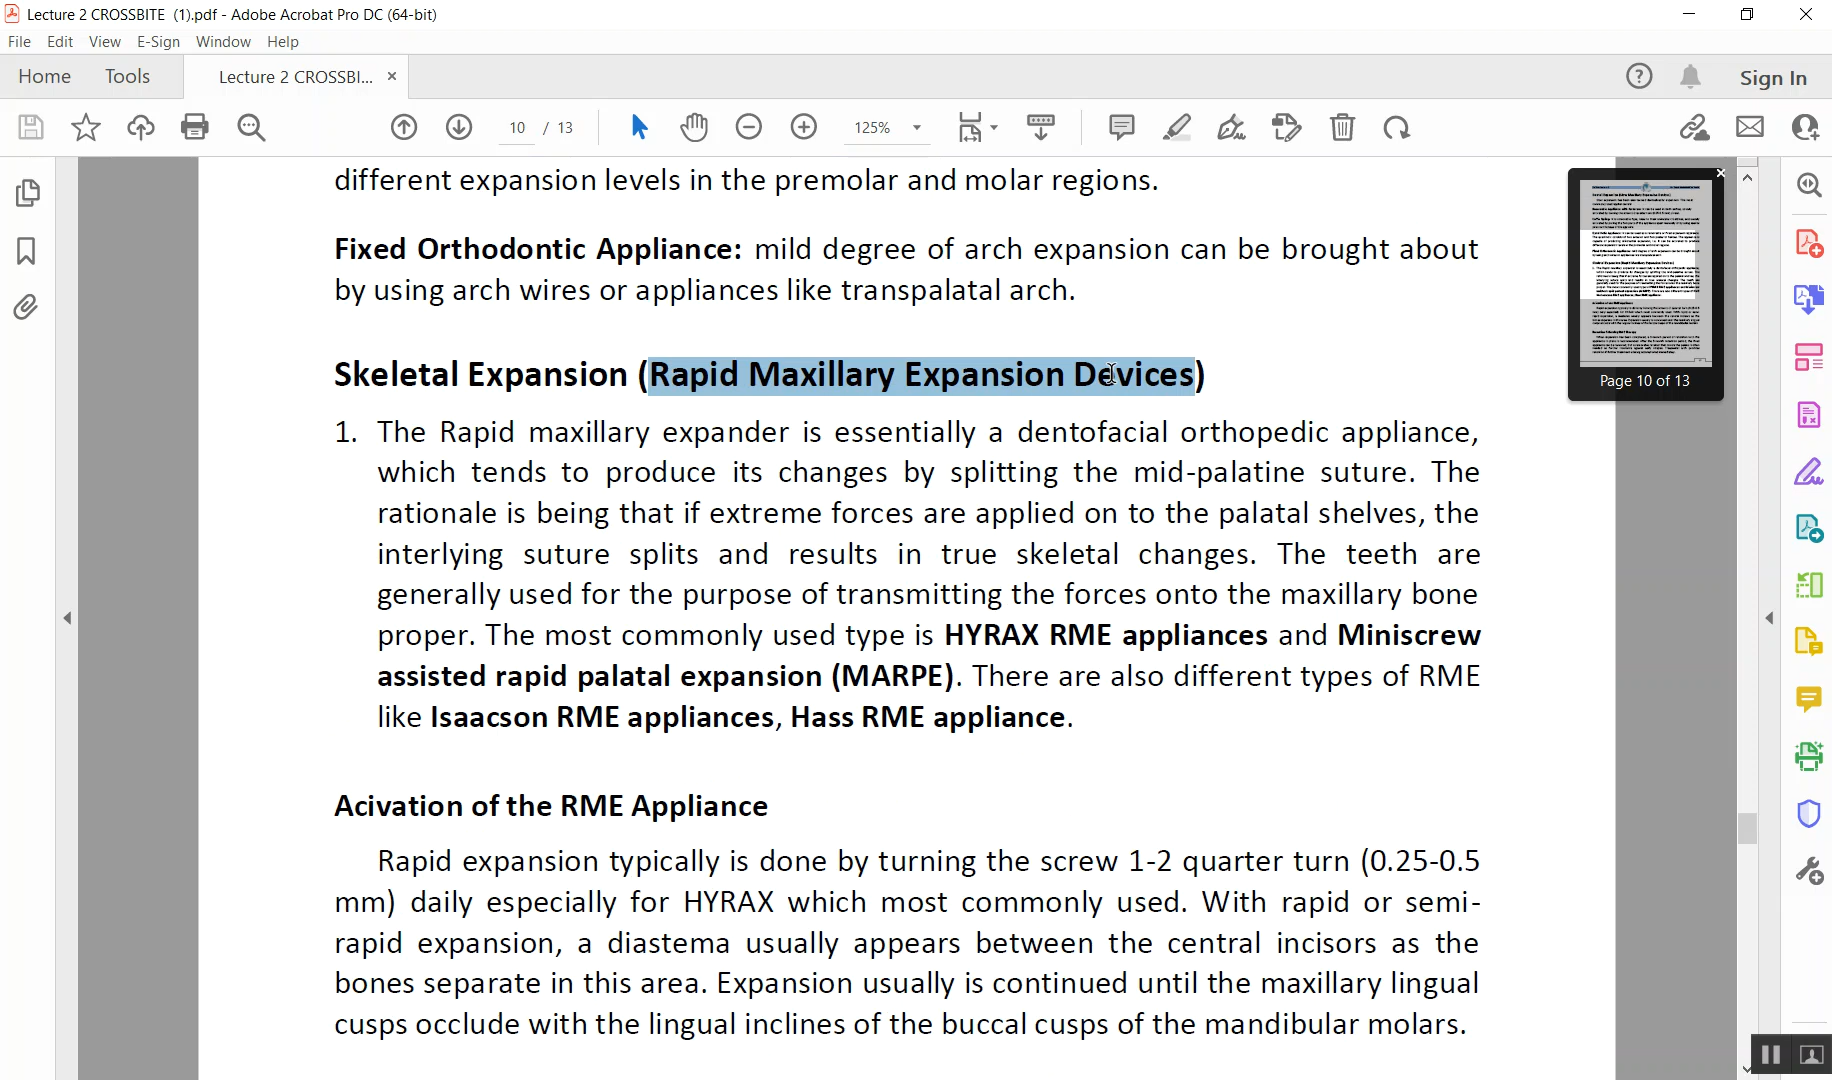 Lecture 2 CROSSBITE (1).pdf - Adobe Acrobat Pro DC (64-bit)
File Edit View E-Sign Window Help
Home Tools Lecture 2 CROSSBI... Sign In
10 / 13 125%
different expansion levels in the premolar and molar regions.
Fixed Orthodontic Appliance: mild degree of arch expansion can be brought about
by using arch wires or appliances like transpalatal arch.
Skeletal Expansion (Rapid Maxillary Expansion Devices)
1. The Rapid maxillary expander is essentially a dentofacial orthopedic appliance,
which tends to produce its changes by splitting the mid-palatine suture. The
rationale is being that if extreme forces are applied on to the palatal shelves, the
interlying suture splits and results in true skeletal changes. The teeth are
generally used for the purpose of transmitting the forces onto the maxillary bone
proper. The most commonly used type is HYRAX RME appliances and Miniscrew
assisted rapid palatal expansion (MARPE). There are also different types of RME
like Isaacson RME appliances, Hass RME appliance.
Acivation of the RME Appliance
Rapid expansion typically is done by turning the screw 1-2 quarter turn (0.25-0.5
mm) daily especially for HYRAX which most commonly used. With rapid or semi-
rapid expansion, a diastema usually appears between the central incisors as the
bones separate in this area. Expansion usually is continued until the maxillary lingual
cusps occlude with the lingual inclines of the buccal cusps of the mandibular molars.
Page 10 of 13